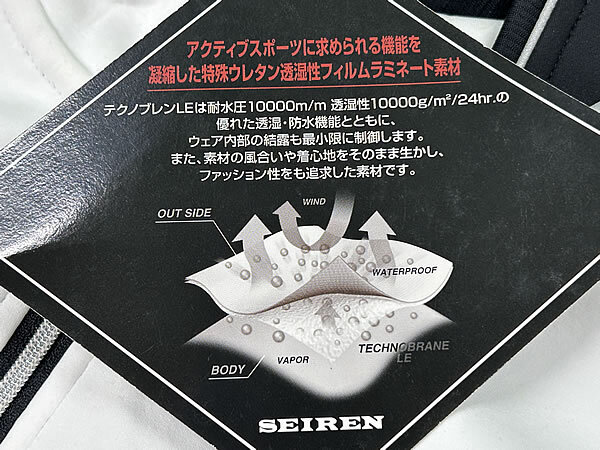 アクティブスポーツに求められる機能を
凝縮した特殊ウレタン透湿性フィルムラミネート素材
テクノブレンLEは耐水圧10000m/m 透湿性10000g/m²/24hr.の
優れた透湿・防水機能とともに、
ウェア内部の結露も最小限に制御します。
また、素材の風合いや着心地をそのまま生かし、
ファッション性をも追求した素材です。
WIND
OUT SIDE
WATERPROOF
TECHNOBRANE
LE
VAPOR
BODY
SEIREN